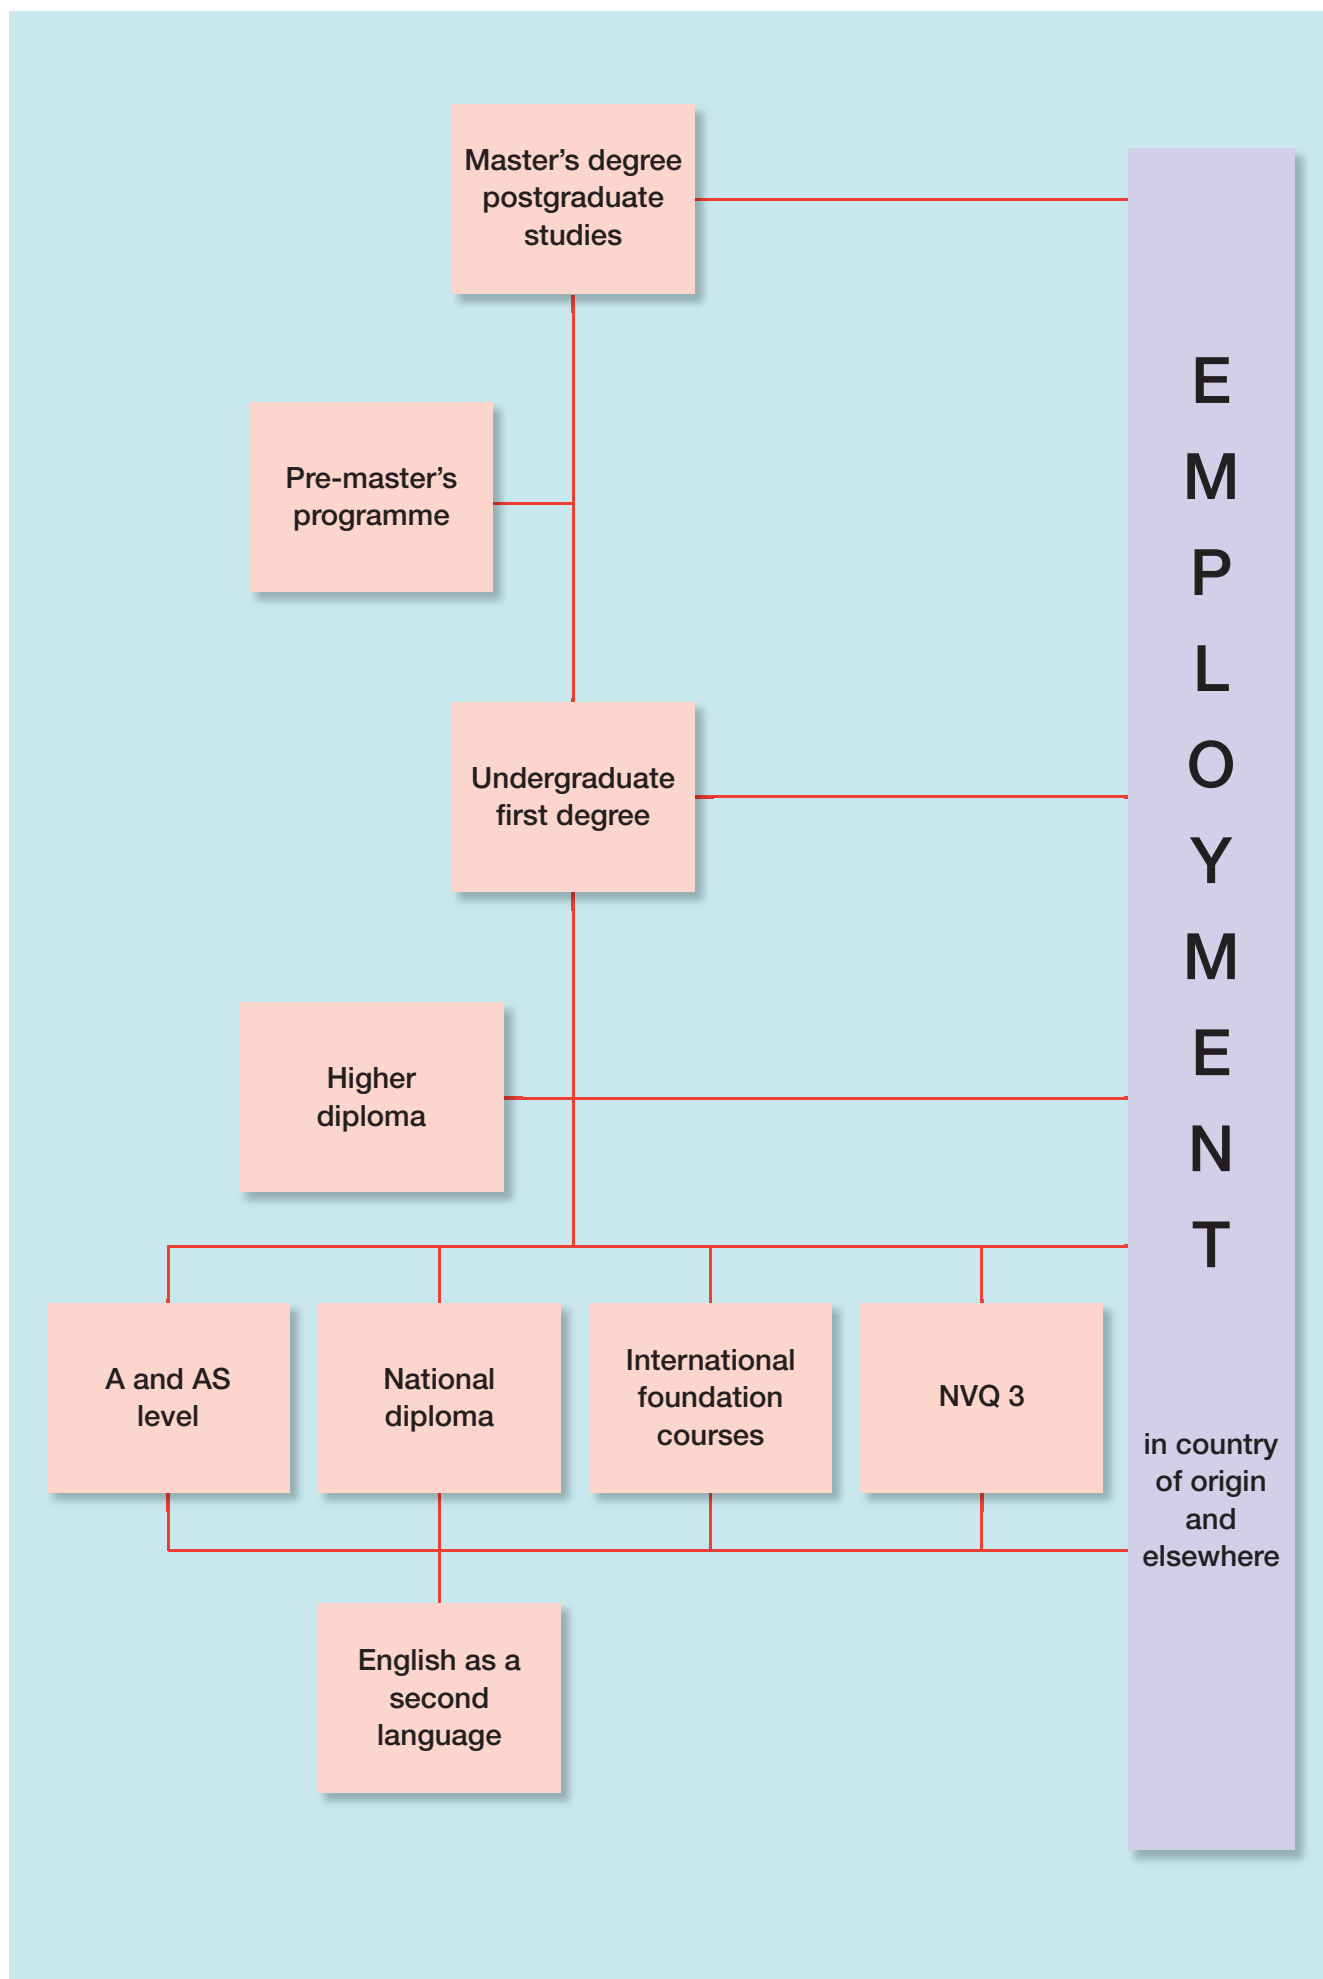 Master’s degree
postgraduate
studies
Pre-master’s
programme
Undergraduate
first degree
Higher
diploma
A and AS
level
National
diploma
International
foundation
courses
NVQ 3
English as a
second
language
E
M
P
L
O
Y
M
E
N
T
in country
of origin
and
elsewhere